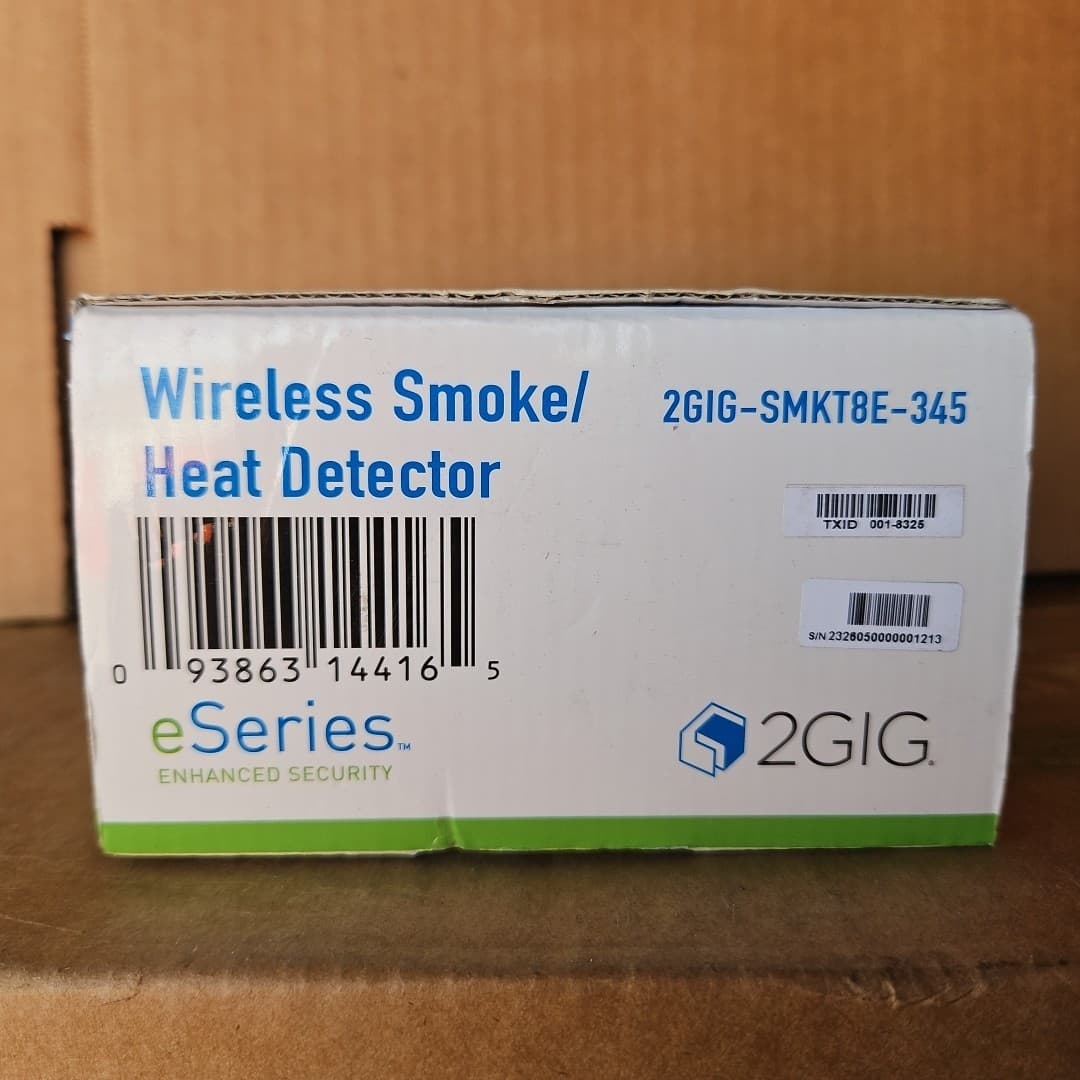 Wireless Smoke/
Heat Detector
2GIG-SMKT8E-345
TXID 001-8325
S/N 2326050000001213
0 93863 14416 5
eSeries™
ENHANCED SECURITY
2GIG®